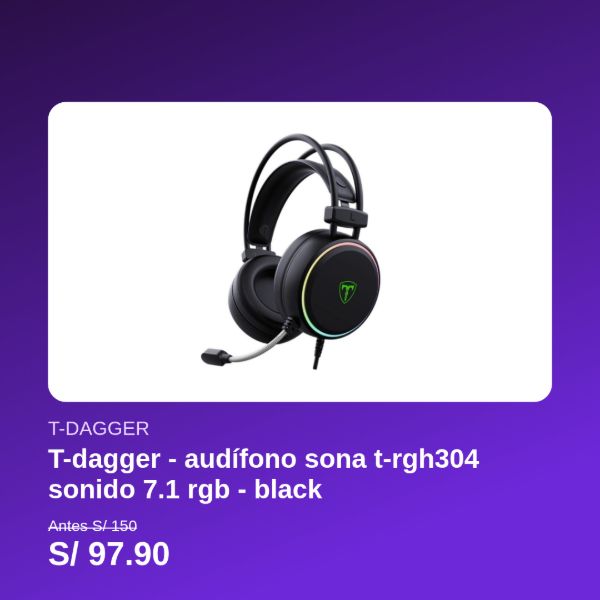 T-DAGGER
T-dagger - audífono sona t-rgh304
sonido 7.1 rgb - black
Antes S/ 150
S/ 97.90